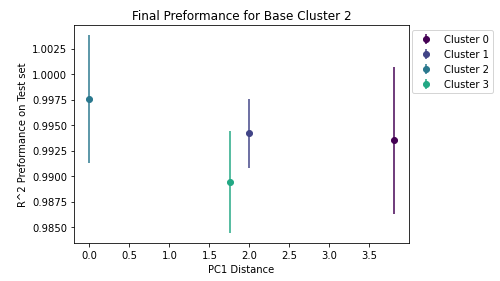 Final Preformance for Base Cluster 2
R^2 Preformance on Test set
1.0025
1.0000
0.9975
0.9950
0.9925
0.9900
0.9875
0.9850
0.0
0.5
1.0
1.5
2.0
2.5
3.0
3.5
PC1 Distance
Cluster 0
Cluster 1
Cluster 2
Cluster 3